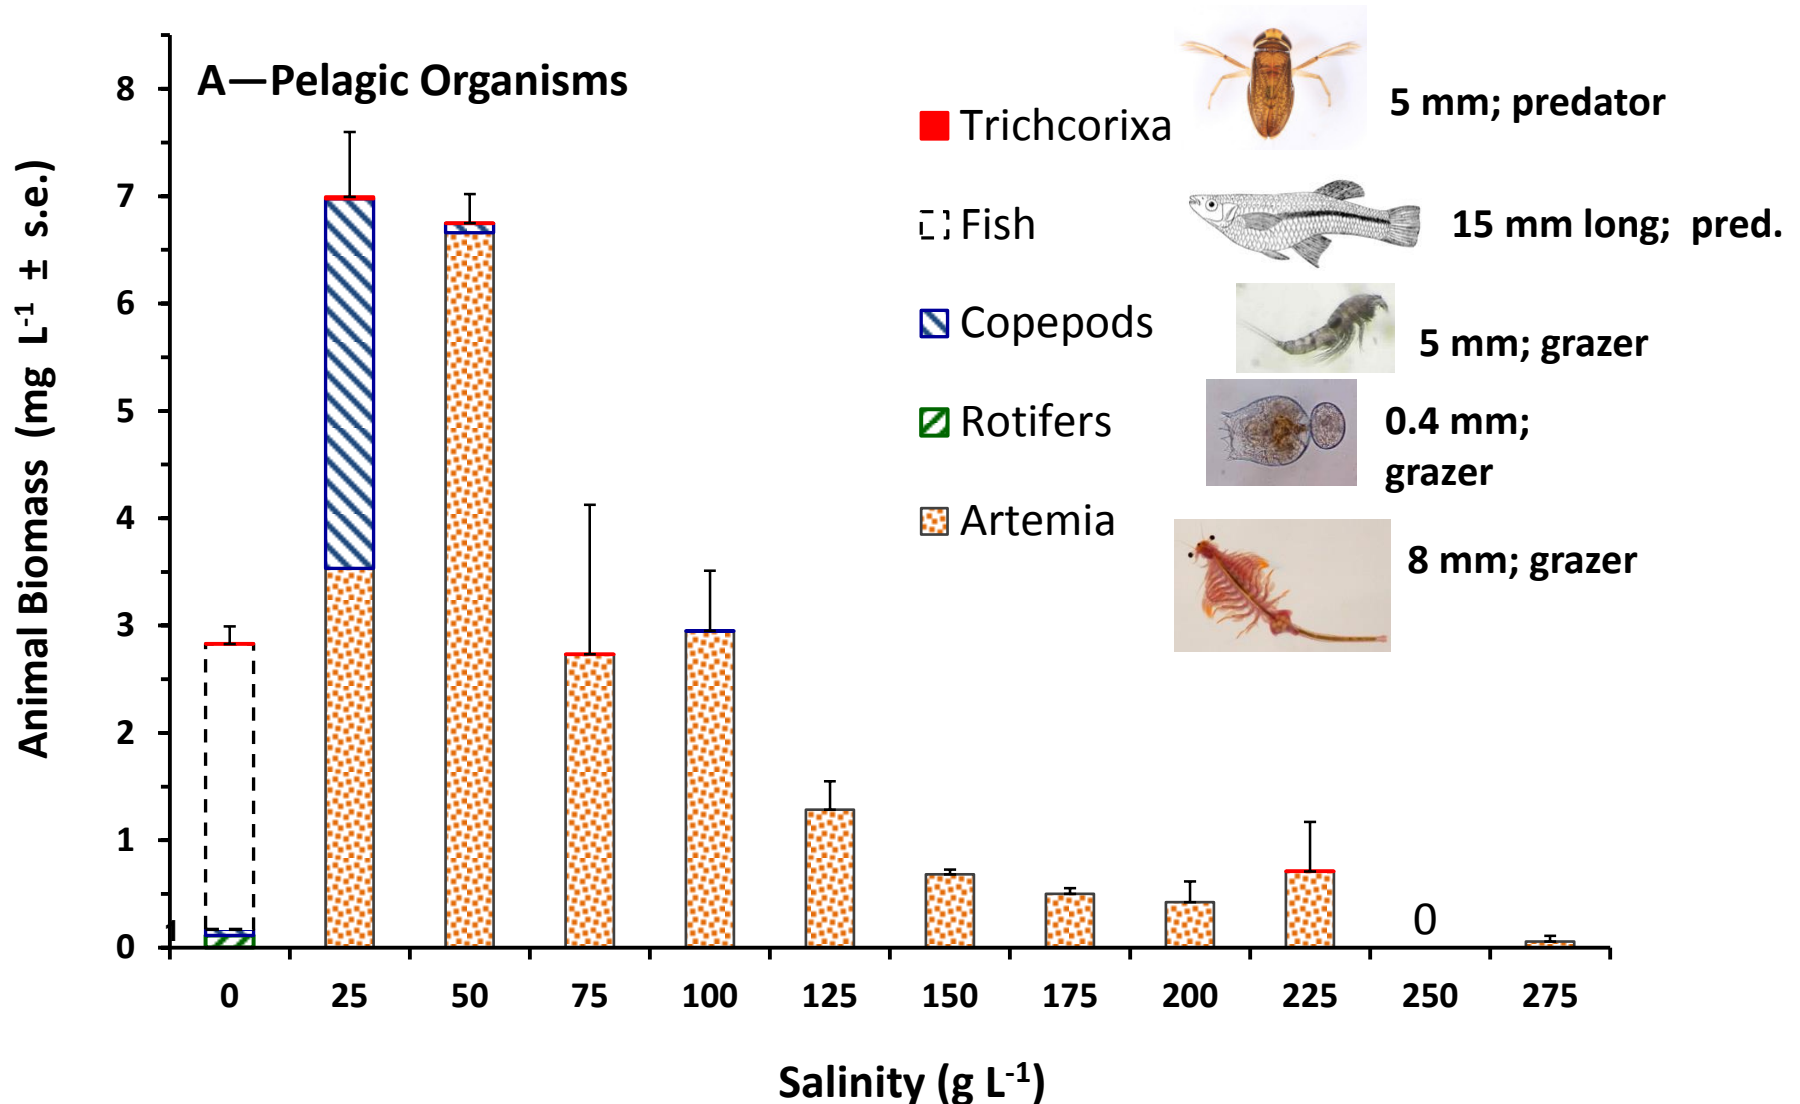 A—Pelagic Organisms
Animal Biomass (mg L-1 ± s.e.)
8
7
6
5
4
3
2
1
0
1
Trichcorixa
5 mm; predator
Fish
15 mm long; pred.
Copepods
5 mm; grazer
Rotifers
0.4 mm;
grazer
Artemia
8 mm; grazer
0
0 25 50 75 100 125 150 175 200 225 250 275
Salinity (g L-1)